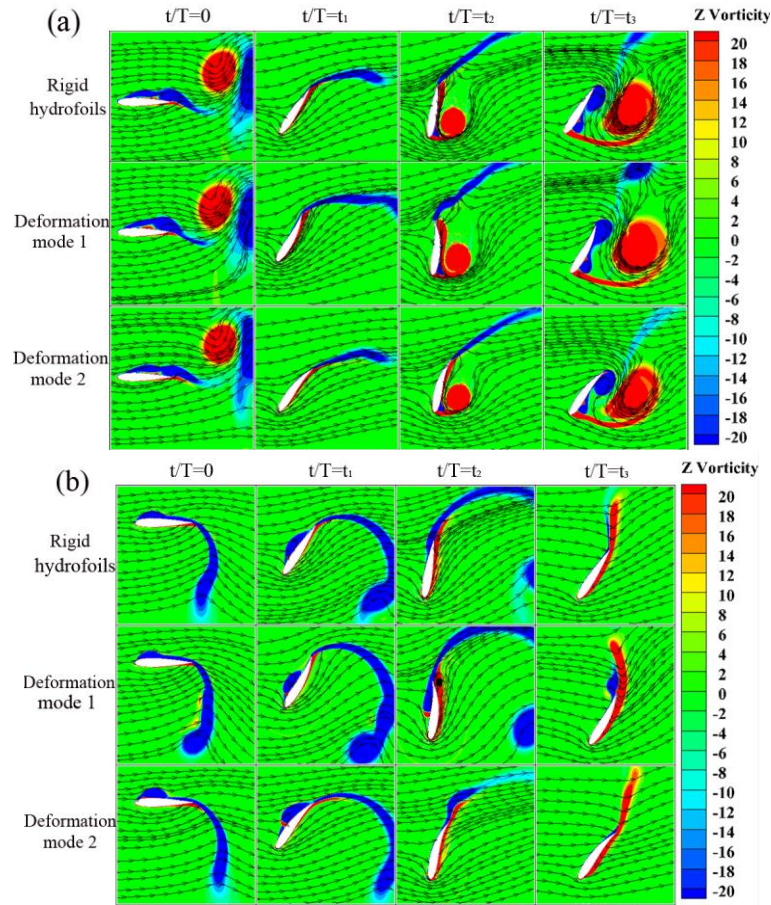 (a)
t/T=0
t/T=t₁
t/T=t₂
t/T=t₃
Z Vorticity
Rigid
hydrofoils
Deformation
mode 1
Deformation
mode 2
20
18
16
14
12
10
8
6
4
2
0
-2
-4
-6
-8
-10
-12
-14
-16
-18
-20
(b)
t/T=0
t/T=t₁
t/T=t₂
t/T=t₃
Z Vorticity
Rigid
hydrofoils
Deformation
mode 1
Deformation
mode 2
20
18
16
14
12
10
8
6
4
2
0
-2
-4
-6
-8
-10
-12
-14
-16
-18
-20